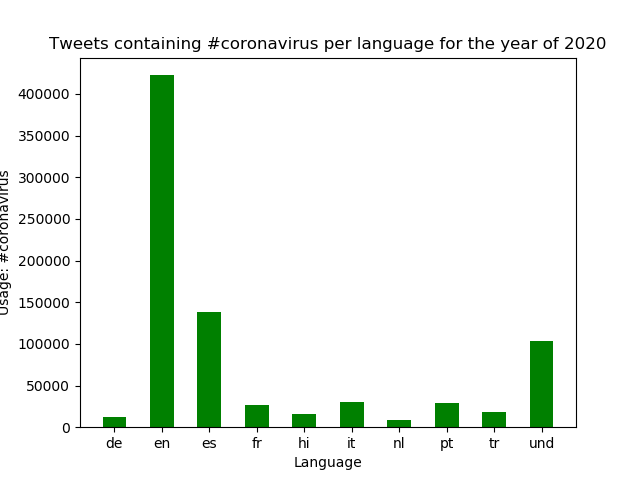 Tweets containing #coronavirus per language for the year of 2020
Usage: #coronavirus
400000
350000
300000
250000
200000
150000
100000
50000
0
de en es fr hi it nl pt tr und
Language